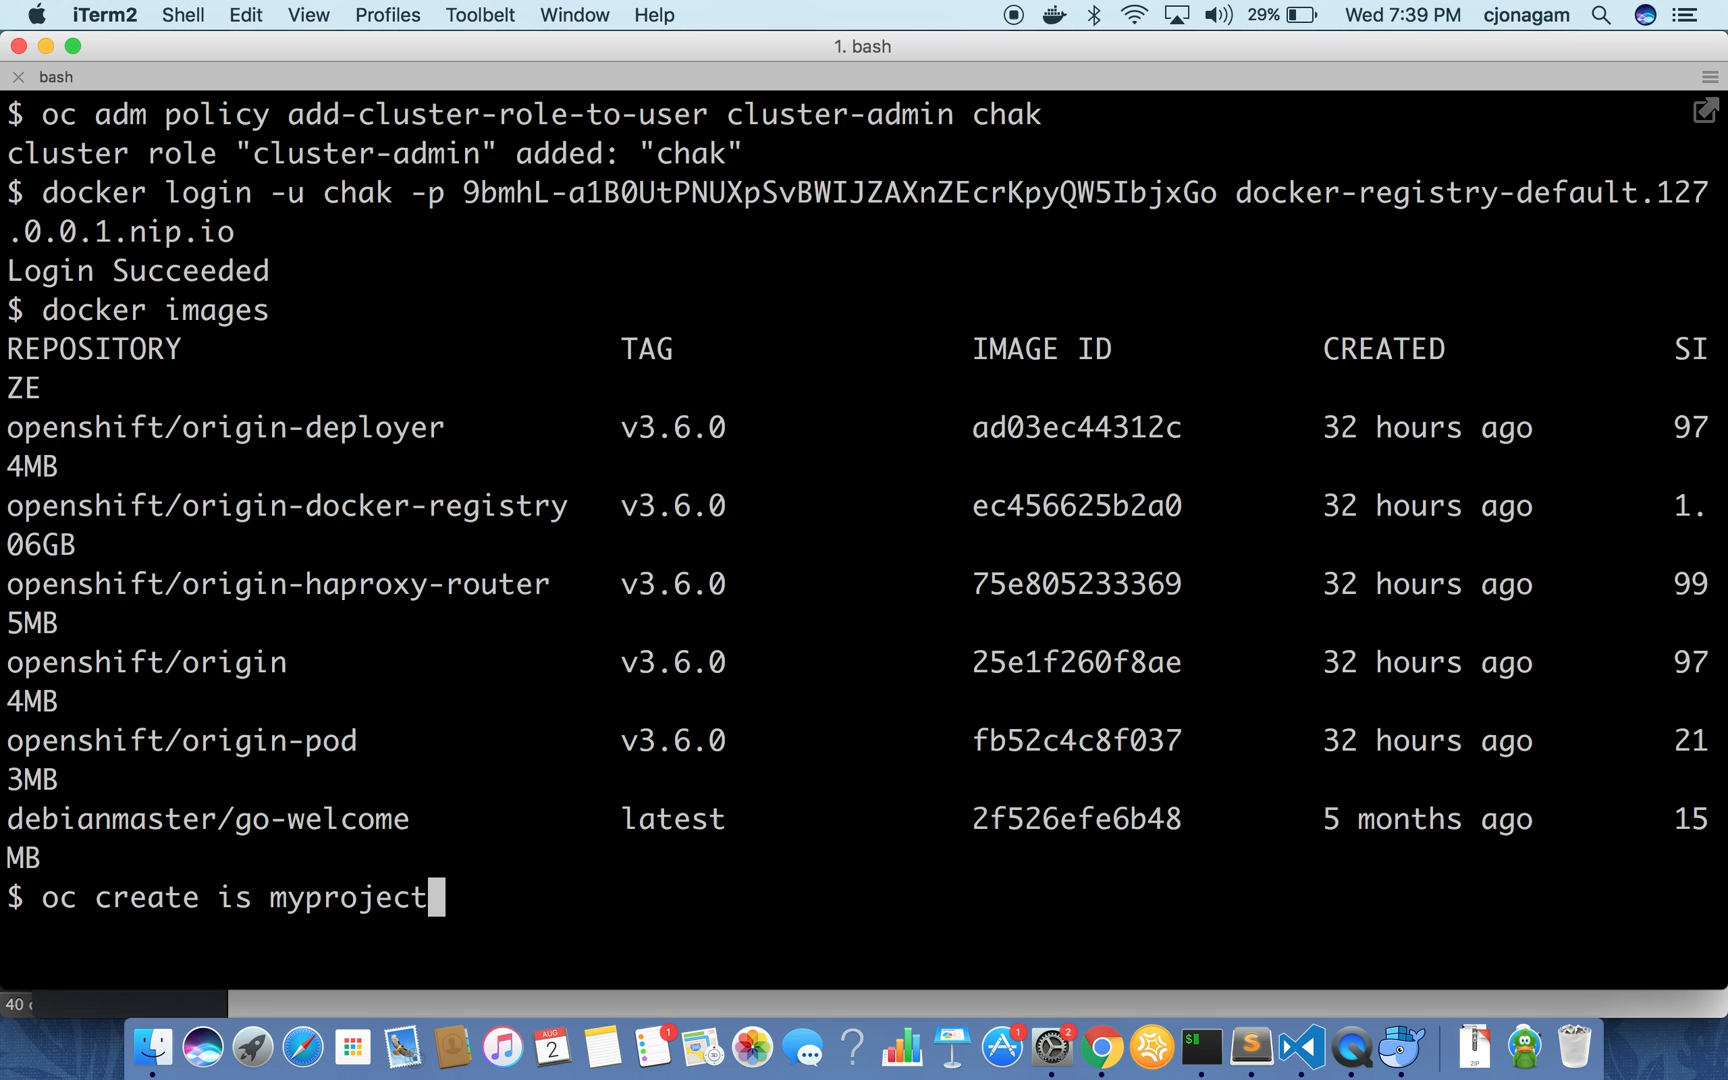 iTerm2 Shell Edit View Profiles Toolbelt Window Help 29% Wed 7:39 PM cjonagam
1. bash
bash
$ oc adm policy add-cluster-role-to-user cluster-admin chak
cluster role "cluster-admin" added: "chak"
$ docker login -u chak -p 9bmhL-a1B0UtPNUXpSvBWIJZAXnZEcrKpyQW5IbjxGo docker-registry-default.127
.0.0.1.nip.io
Login Succeeded
$ docker images
REPOSITORY TAG IMAGE ID CREATED SI
ZE
openshift/origin-deployer v3.6.0 ad03ec44312c 32 hours ago 97
4MB
openshift/origin-docker-registry v3.6.0 ec456625b2a0 32 hours ago 1.
06GB
openshift/origin-haproxy-router v3.6.0 75e805233369 32 hours ago 99
5MB
openshift/origin v3.6.0 25e1f260f8ae 32 hours ago 97
4MB
openshift/origin-pod v3.6.0 fb52c4c8f037 32 hours ago 21
3MB
debianmaster/go-welcome latest 2f526efe6b48 5 months ago 15
MB
$ oc create is myproject
40
AUG
2
1
1
2
$
S
ZIP